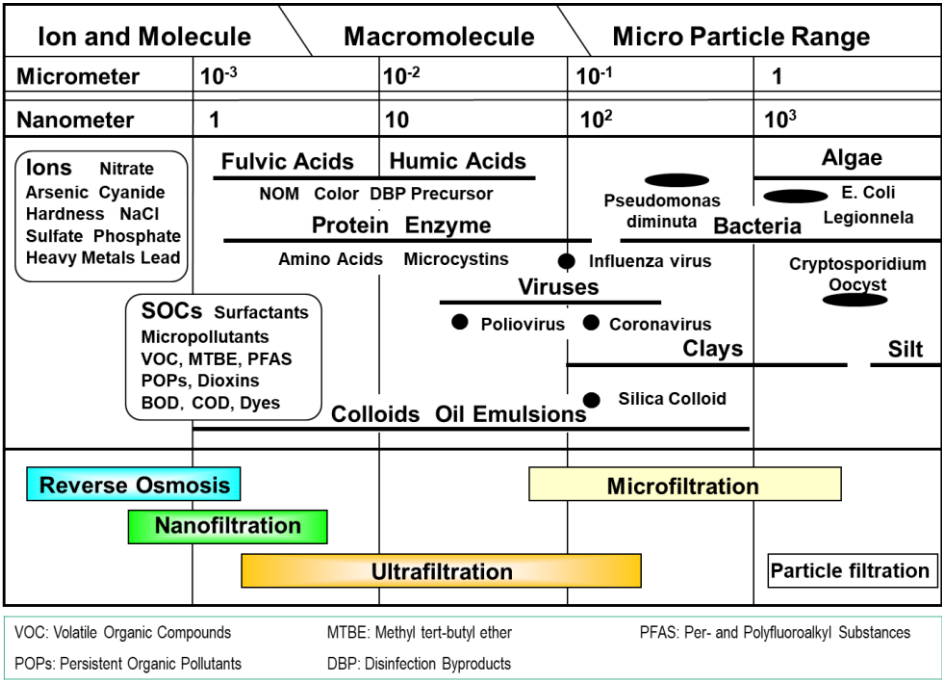 Ion and Molecule Macromolecule Micro Particle Range
Micrometer 10-3 10-2 10-1 1
Nanometer 1 10 102 103
Ions Nitrate
Arsenic Cyanide
Hardness NaCl
Sulfate Phosphate
Heavy Metals Lead
Fulvic Acids Humic Acids
NOM Color DBP Precursor
Algae
E. Coli
Legionnela
Pseudomonas
diminuta
Bacteria
Protein Enzyme
Amino Acids Microcystins
Influenza virus
Cryptosporidium
Oocyst
Viruses
Poliovirus
Coronavirus
SOCs Surfactants
Micropollutants
VOC, MTBE, PFAS
POPs, Dioxins
BOD, COD, Dyes
Clays
Silt
Silica Colloid
Colloids Oil Emulsions
Reverse Osmosis
Microfiltration
Nanofiltration
Ultrafiltration
Particle filtration
VOC: Volatile Organic Compounds MTBE: Methyl tert-butyl ether PFAS: Per- and Polyfluoroalkyl Substances
POPs: Persistent Organic Pollutants DBP: Disinfection Byproducts